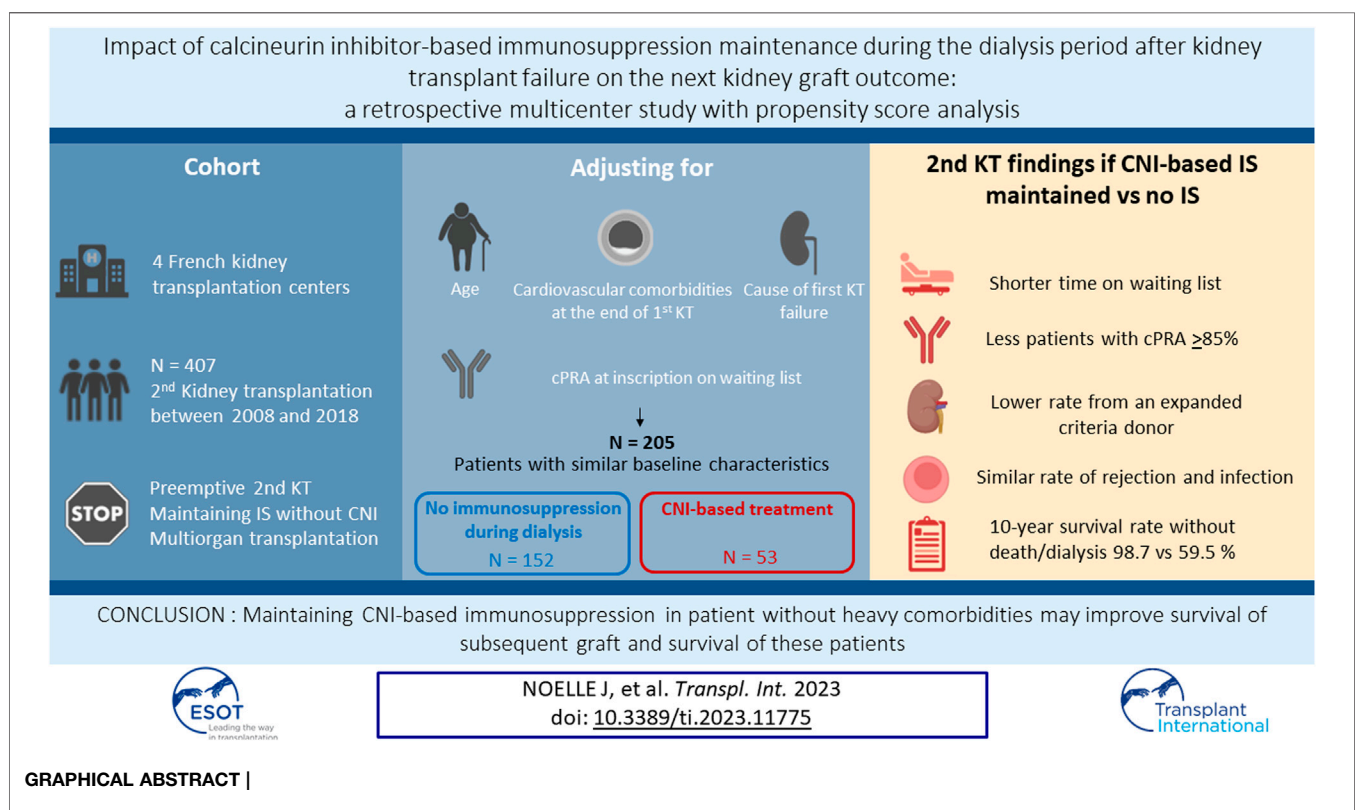 Impact of calcineurin inhibitor-based immunosuppression maintenance during the dialysis period after kidney
transplant failure on the next kidney graft outcome:
a retrospective multicenter study with propensity score analysis
Cohort
H
4 French kidney
transplantation centers
N = 407
2nd Kidney transplantation
between 2008 and 2018
STOP
Preemptive 2nd KT
Maintaining IS without CNI
Multiorgan transplantation
Adjusting for
Age
Cardiovascular comorbidities
at the end of 1st KT
Cause of first KT
failure
cPRA at inscription on waiting list
↓
N = 205
Patients with similar baseline characteristics
No immunosuppression
during dialysis
N = 152
CNI-based treatment
N = 53
2nd KT findings if CNI-based IS
maintained vs no IS
Shorter time on waiting list
Less patients with cPRA ≥85%
Lower rate from an expanded
criteria donor
Similar rate of rejection and infection
10-year survival rate without
death/dialysis 98.7 vs 59.5 %
CONCLUSION : Maintaining CNI-based immunosuppression in patient without heavy comorbidities may improve survival of
subsequent graft and survival of these patients
ESOT
Leading the way
in transplantation
NOELLE J, et al. Transpl. Int. 2023
doi: 10.3389/ti.2023.11775
Transplant
International
GRAPHICAL ABSTRACT |